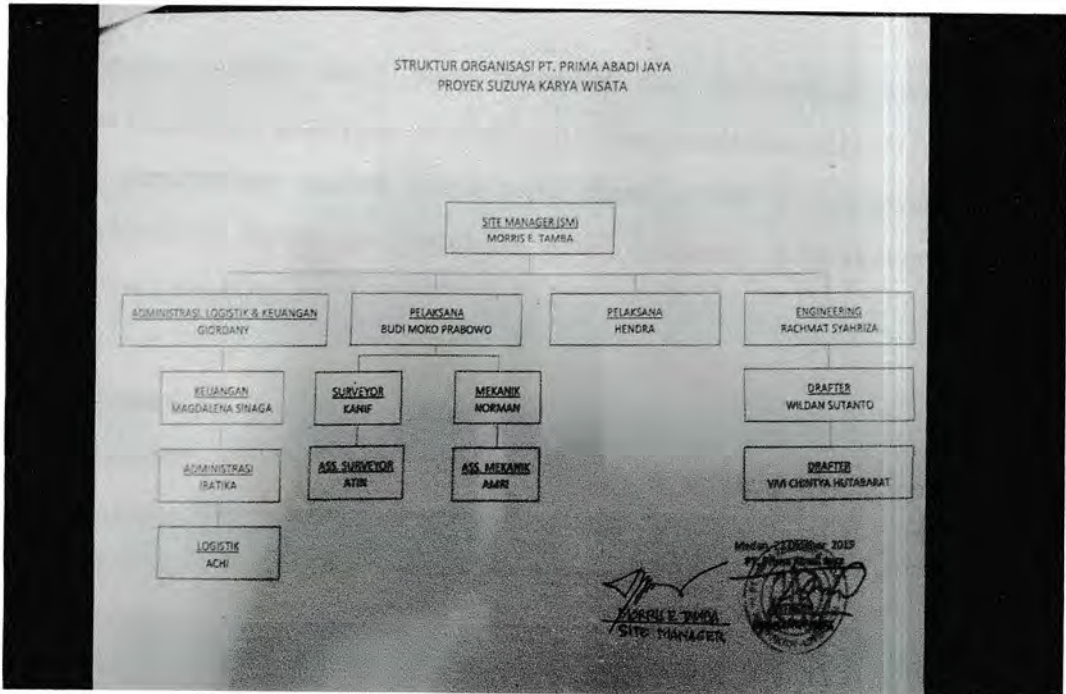 STRUKTUR ORGANISASI PT. PRIMA ABADI JAYA
PROYEK SUZUYA KARYA WISATA
SITE MANAGER (SM)
MORRIS E. TAMBA
ADMINISTRASI, LOGISTIK & KEUANGAN
GIORDANY
PELAKSANA
BUDI MOKO PRABOWO
PELAKSANA
HENDRA
ENGINEERING
RACHMAT SYAHRIZA
KEUANGAN
MAGDALENA SINAGA
SURVEYOR
KANIF
MEKANIK
NORMAN
DRAFTER
WILDAN SUTANTO
ADMINISTRASI
IRATIKA
ASS. SURVEYOR
ATIN
ASS. MEKANIK
AMRI
DRAFTER
CHINTYA HUTABARAT
LOGISTIK
ACHI
Medan, 2015
MORRIS E. TAMBA
SITE MANAGER